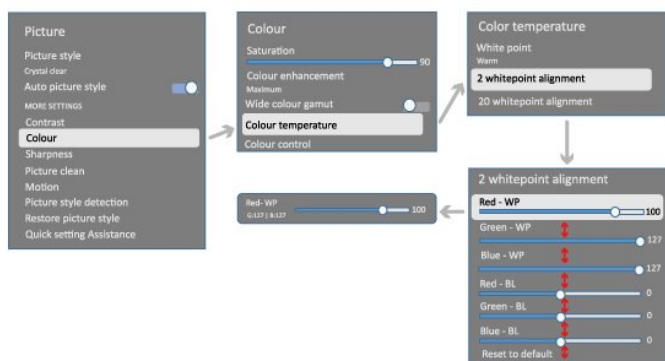 Picture
Picture style
Crystal clear
Auto picture style
MORE SETTINGS
Contrast
Colour
Sharpness
Picture clean
Motion
Picture style detection
Restore picture style
Quick setting Assistance
Colour
Saturation
90
Colour enhancement
Maximum
Wide colour gamut
Colour temperature
Colour control
Color temperature
White point
Warm
2 whitepoint alignment
20 whitepoint alignment
2 whitepoint alignment
Red - WP
100
Green - WP
127
Blue - WP
127
Red - BL
0
Green - BL
0
Blue - BL
0
Reset to default
Red- WP
G:127 | B:127
100